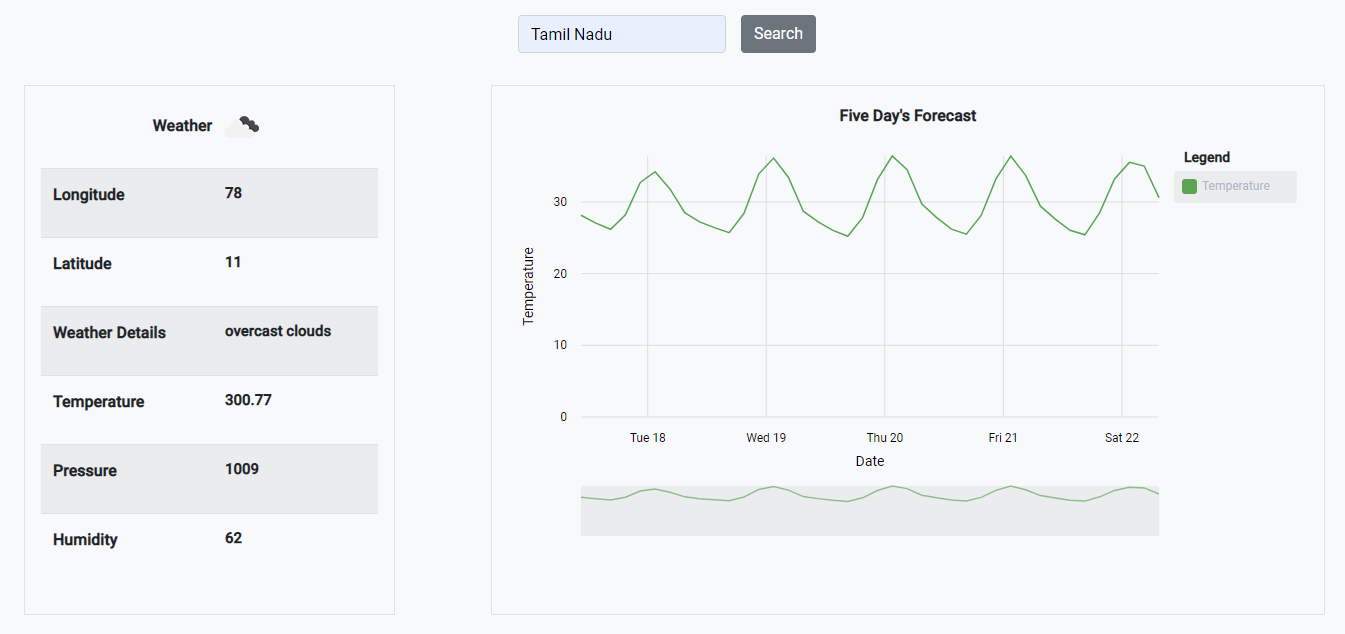 Tamil Nadu Search
Weather
Longitude 78
Latitude 11
Weather Details overcast clouds
Temperature 300.77
Pressure 1009
Humidity 62
Five Day's Forecast
Legend
Temperature
Temperature
30
20
10
0
Tue 18 Wed 19 Thu 20 Fri 21 Sat 22
Date